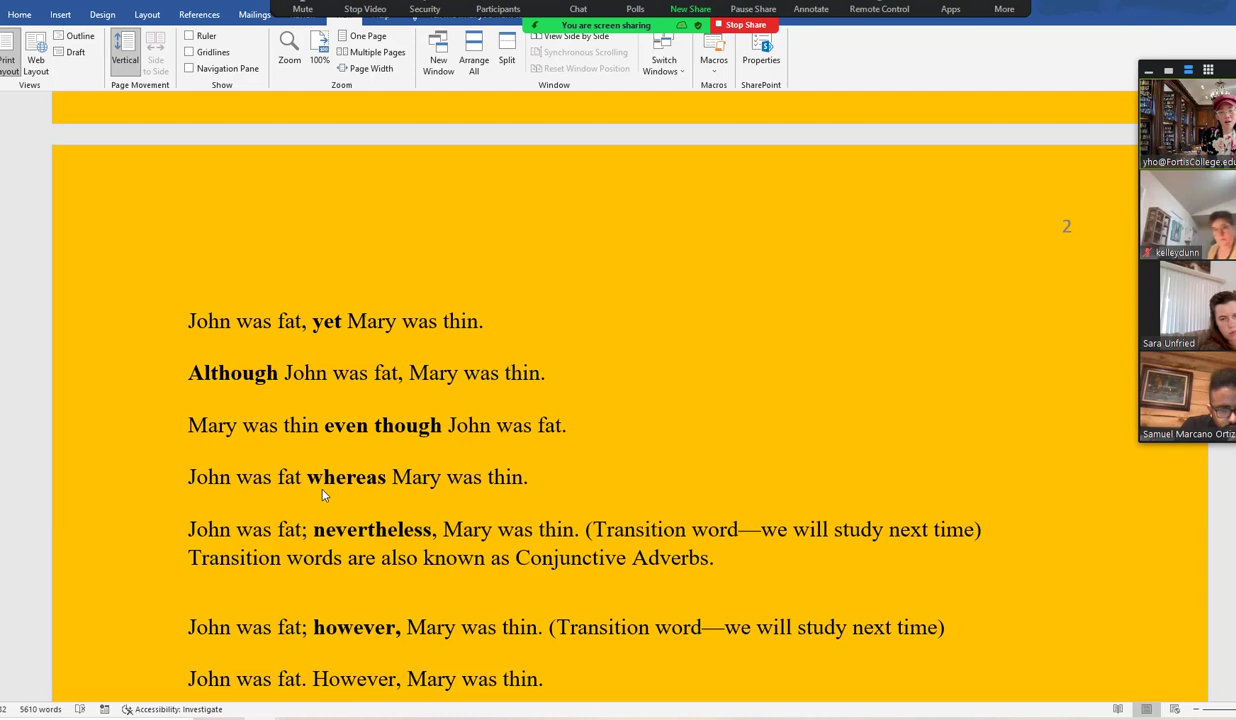 Mute Stop Video Security Participants Chat Polls New Share Pause Share Annotate Remote Control Apps More
Home Insert Design Layout References Mailings
You are screen sharing Stop Share
Outline Ruler One Page View Side by Side
Draft Gridlines Multiple Pages Synchronous Scrolling
Navigation Pane Page Width Reset Window Position
Web Layout Vertical Side to Side Zoom 100% New Window Arrange All Split Switch Windows Macros Properties
Views Page Movement Show Zoom Window Macros SharePoint
yho@FortisCollege.edu
kelleydunn
Sara Unfried
Samuel Marcano Ortiz
2
John was fat, yet Mary was thin.
Although John was fat, Mary was thin.
Mary was thin even though John was fat.
John was fat whereas Mary was thin.
John was fat; nevertheless, Mary was thin. (Transition word—we will study next time)
Transition words are also known as Conjunctive Adverbs.
John was fat; however, Mary was thin. (Transition word—we will study next time)
John was fat. However, Mary was thin.
5610 words Accessibility: Investigate